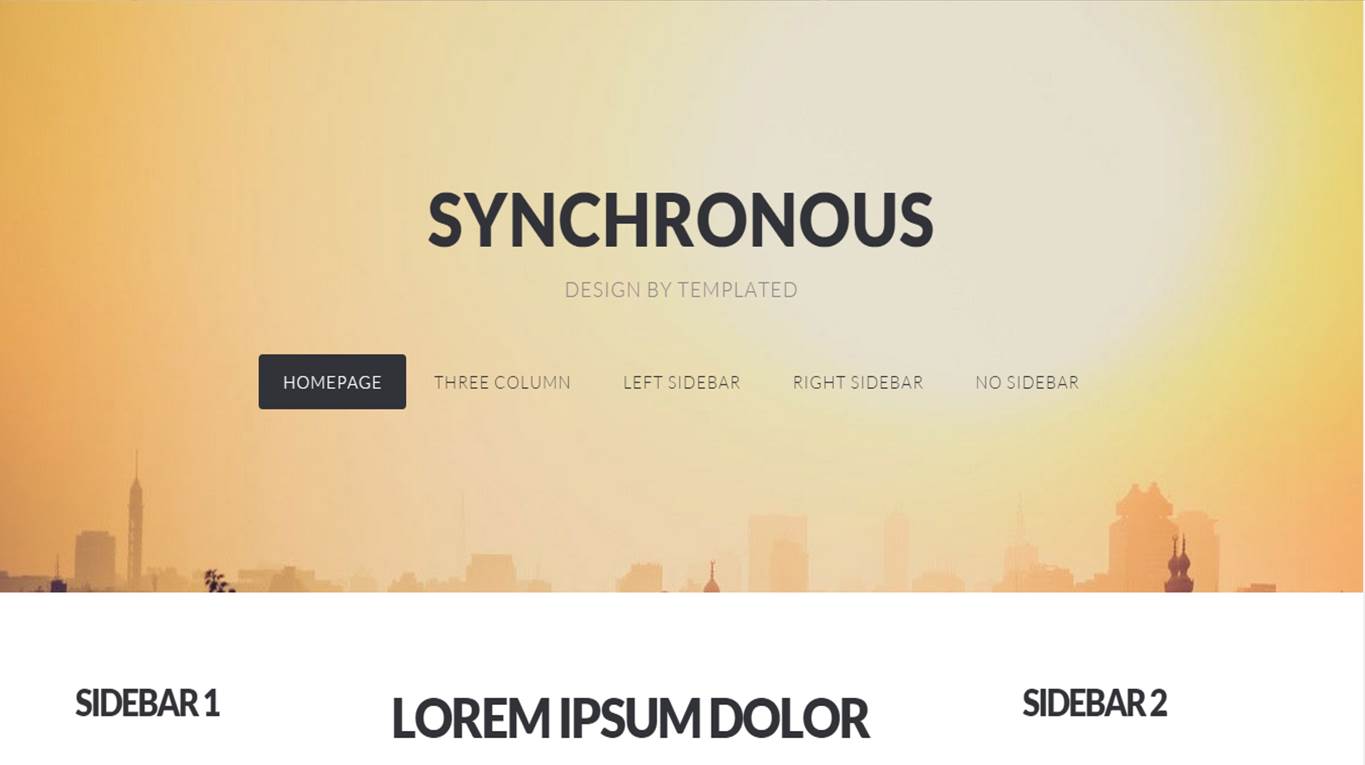 SYNCHRONOUS
DESIGN BY TEMPLATED
HOMEPAGE THREE COLUMN LEFT SIDEBAR RIGHT SIDEBAR NO SIDEBAR
SIDEBAR 1
LOREM IPSUM DOLOR
SIDEBAR 2